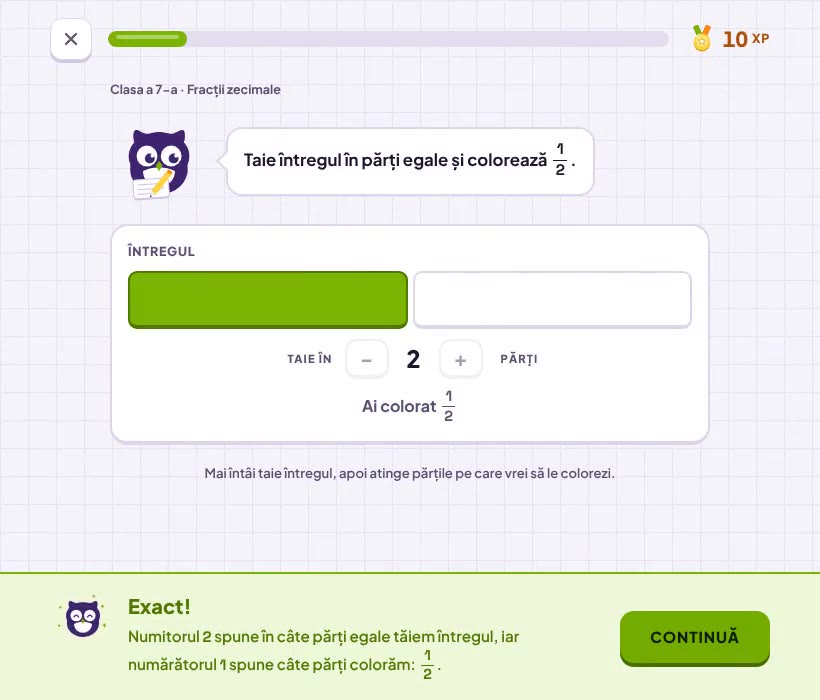 10 XP
Clasa a 7-a · Fracții zecimale
Taie întregul în părți egale și colorează 1/2.
ÎNTREGUL
TAIE ÎN − 2 + PĂRȚI
Ai colorat 1/2
Mai întâi taie întregul, apoi atinge părțile pe care vrei să le colorezi.
Exact!
Numitorul 2 spune în câte părți egale tăiem întregul, iar
numărătorul 1 spune câte părți colorăm: 1/2.
CONTINUĂ